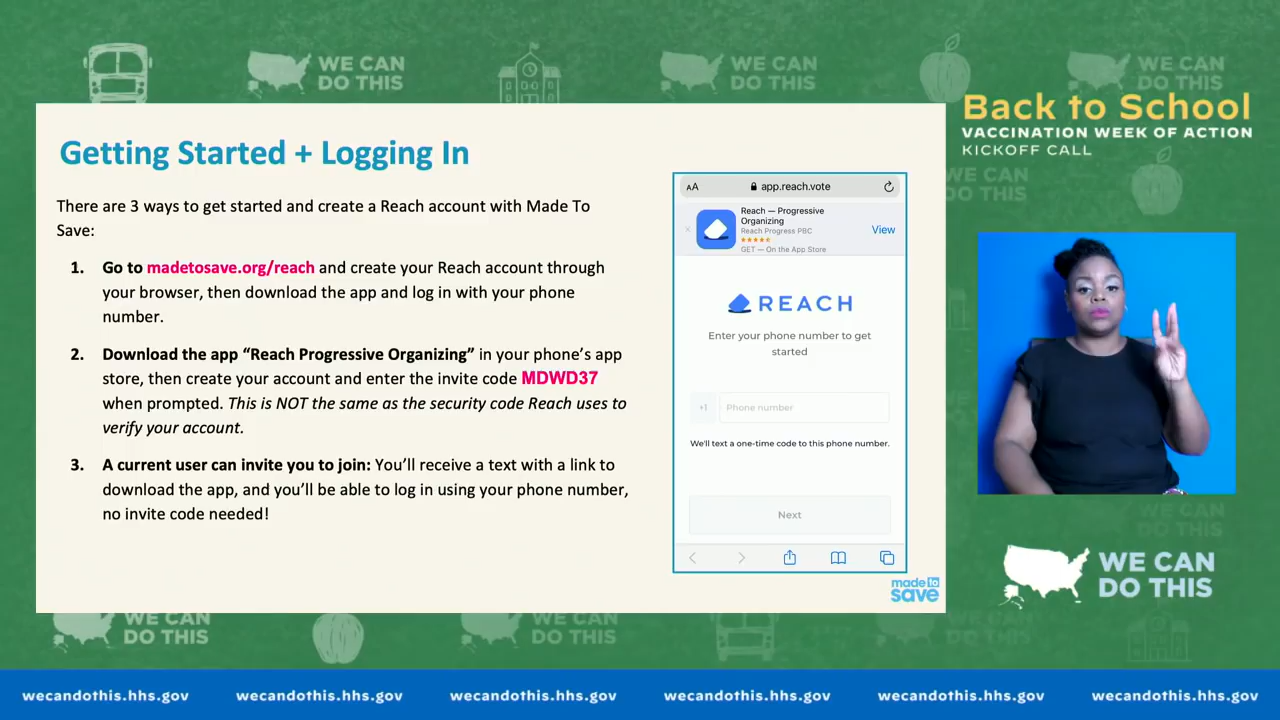 WE CAN
DO THIS
WE CAN
DO THIS
WE CAN
DO THIS
Back to School
VACCINATION WEEK OF ACTION
KICKOFF CALL
WE CAN
DO THIS
Getting Started + Logging In
There are 3 ways to get started and create a Reach account with Made To
Save:
1. Go to madetosave.org/reach and create your Reach account through
your browser, then download the app and log in with your phone
number.
2. Download the app “Reach Progressive Organizing” in your phone’s app
store, then create your account and enter the invite code MDWD37
when prompted. This is NOT the same as the security code Reach uses to
verify your account.
3. A current user can invite you to join: You’ll receive a text with a link to
download the app, and you’ll be able to log in using your phone number,
no invite code needed!
AA app.reach.vote
Reach — Progressive
Organizing
Reach Progress PBC
GET — On the App Store
View
REACH
Enter your phone number to get
started
+1 Phone number
We'll text a one-time code to this phone number.
Next
made to
save
WE CAN
DO THIS
WE CAN
DO THIS
WE CAN
DO THIS
WE CAN
DO THIS
WE CAN
DO THIS
DO THIS
wecandothis.hhs.gov wecandothis.hhs.gov wecandothis.hhs.gov wecandothis.hhs.gov wecandothis.hhs.gov wecandothis.hhs.gov